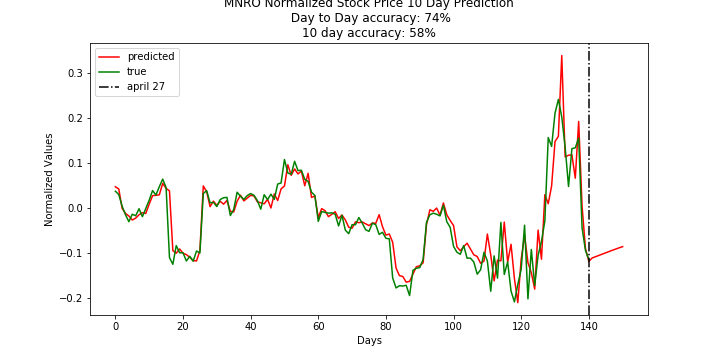 MNRO Normalized Stock Price 10 Day Prediction
Day to Day accuracy: 74%
10 day accuracy: 58%
predicted
true
april 27
Normalized Values
0.3
0.2
0.1
0.0
−0.1
−0.2
0 20 40 60 80 100 120 140
Days